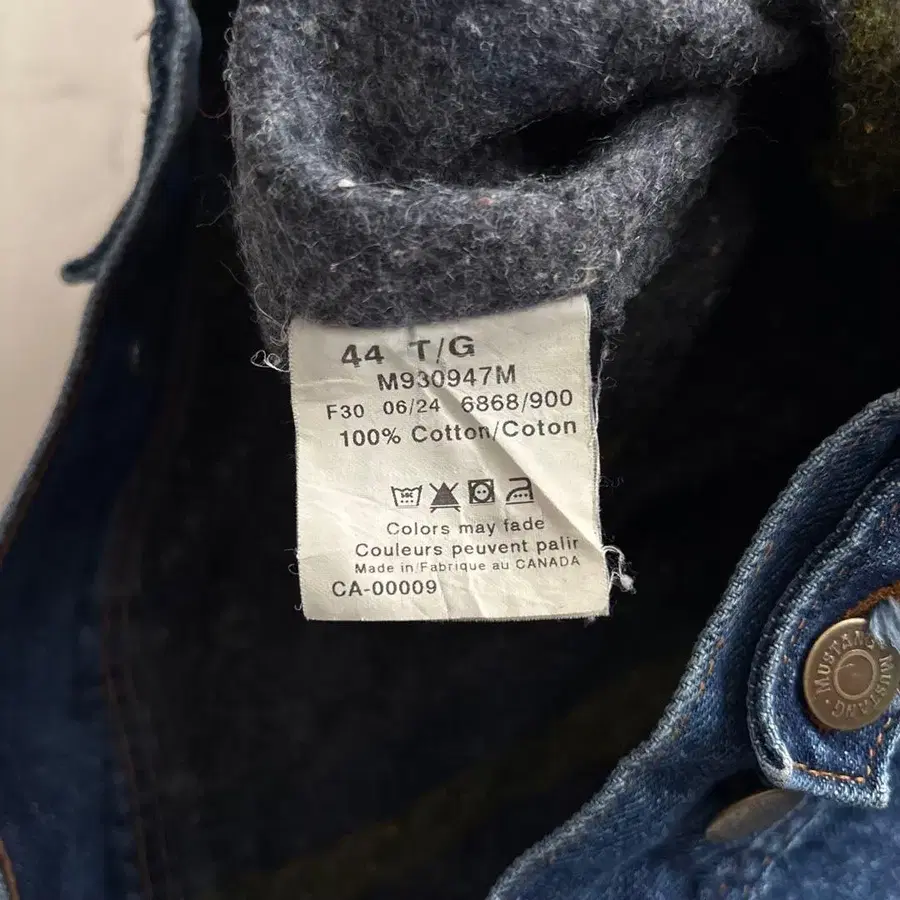 44 T/G
M930947M
F30 06/24 6868/900
100% Cotton/Coton
Colors may fade
Couleurs peuvent palir
Made in/Fabrique au CANADA
CA-00009
MUSTANG · MUSTANG ·